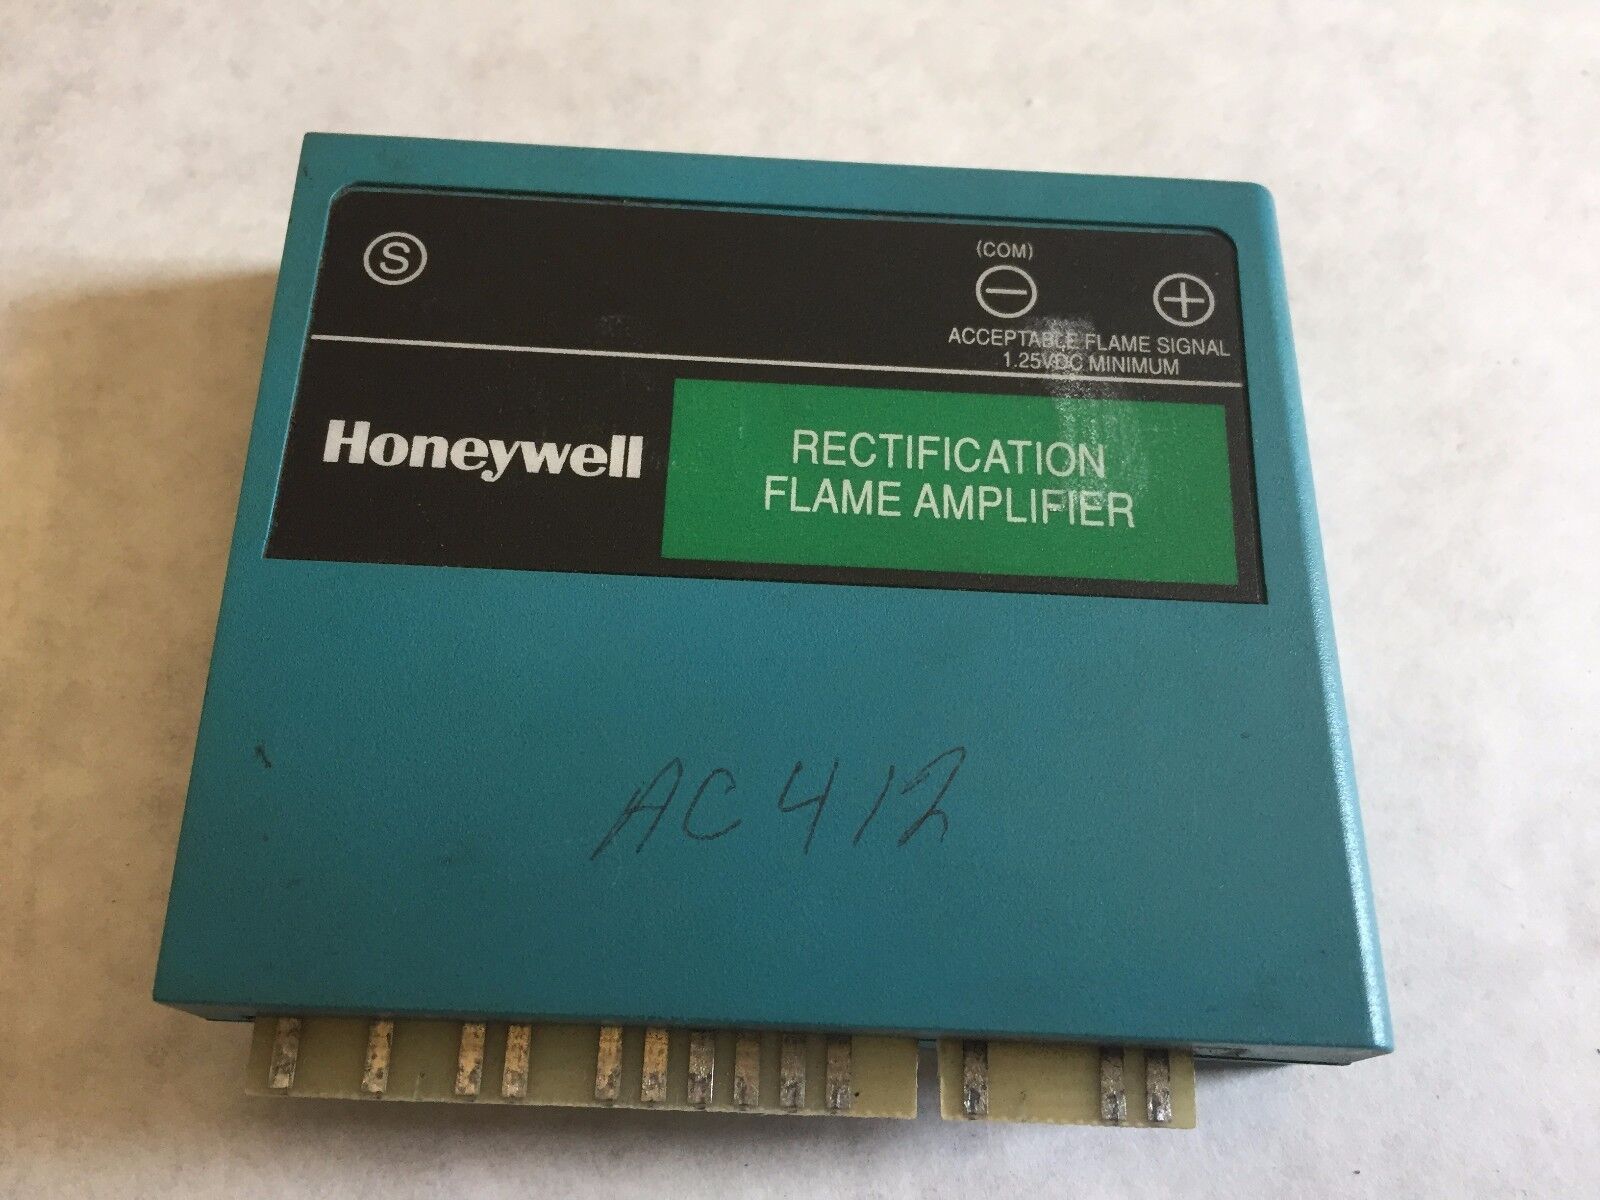 S
(COM)
− +
ACCEPTABLE FLAME SIGNAL
1.25VDC MINIMUM
Honeywell
RECTIFICATION
FLAME AMPLIFIER
AC412